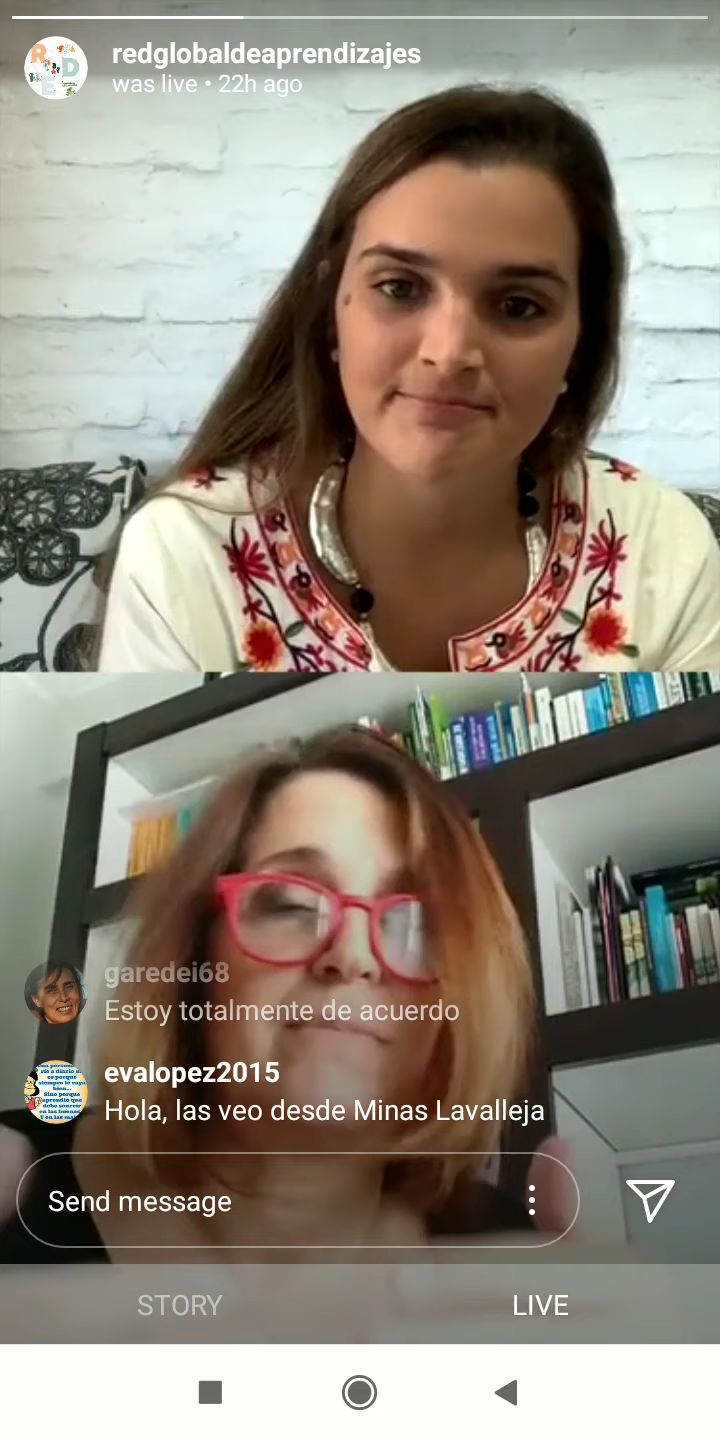 redglobaldeaprendizajes
was live • 22h ago
R
D
E
garedei68
Estoy totalmente de acuerdo
evalopez2015
Hola, las veo desde Minas Lavalleja
Send message
STORY
LIVE